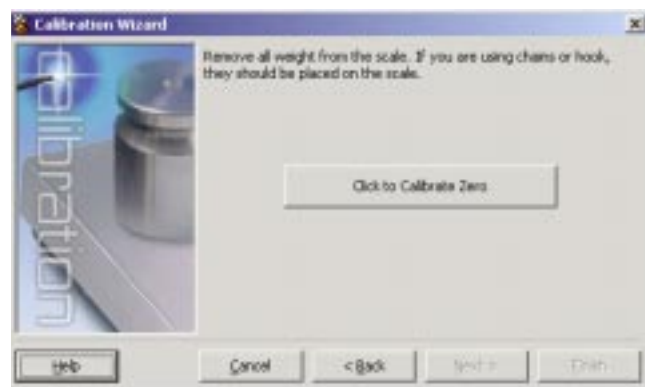 Calibration Wizard
Remove all weight from the scale. If you are using chains or hook,
they should be placed on the scale.
Click to Calibrate Zero
Calibration
Help
Cancel
< Back
Next >
Finish